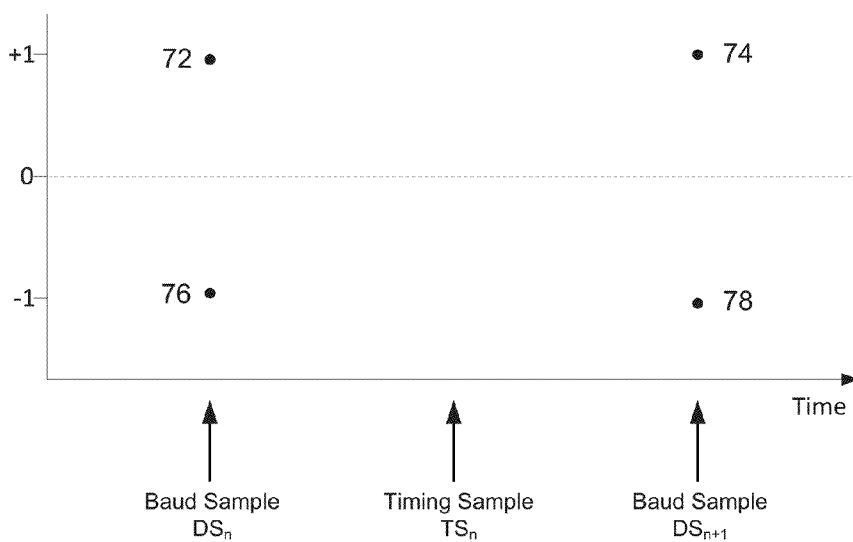 +1
72
74
0
-1
76
78
Time
Baud Sample
DSn
Timing Sample
TSn
Baud Sample
DSn+1